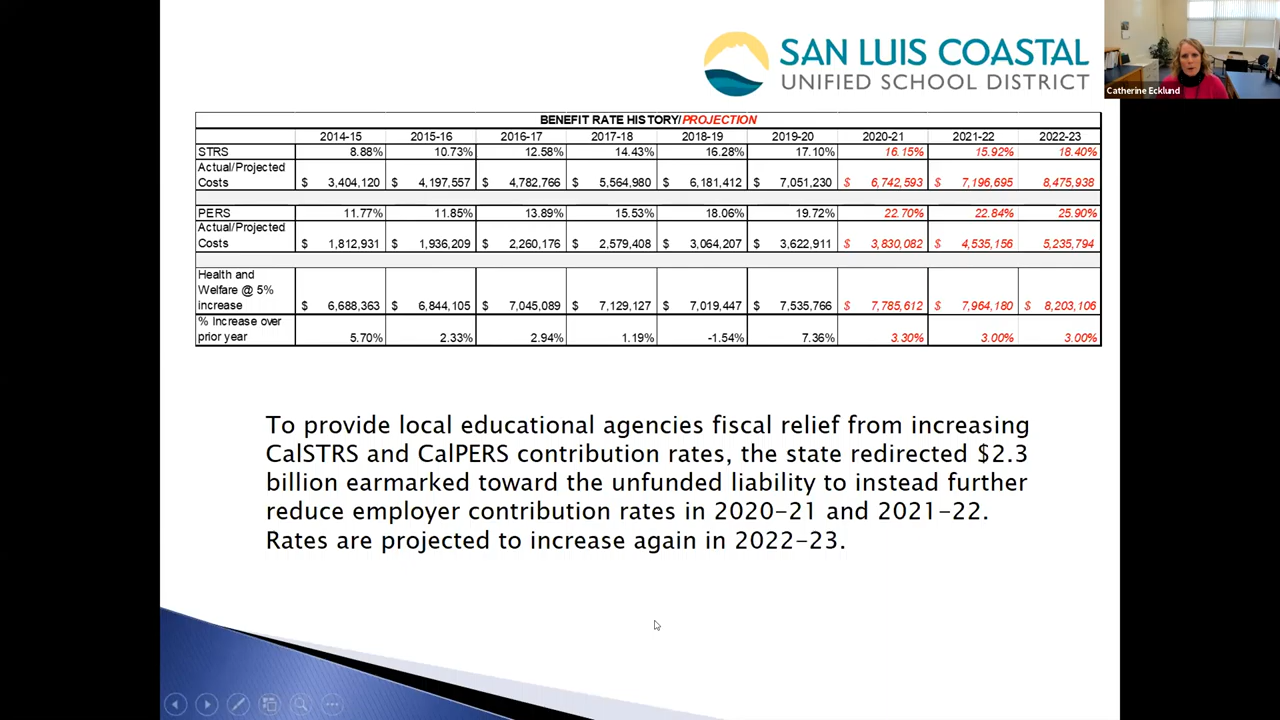 SAN LUIS COASTAL
UNIFIED SCHOOL DISTRICT
Catherine Ecklund
BENEFIT RATE HISTORY/PROJECTION
2014-15 2015-16 2016-17 2017-18 2018-19 2019-20 2020-21 2021-22 2022-23
STRS 8.88% 10.73% 12.58% 14.43% 16.28% 17.10% 16.15% 15.92% 18.40%
Actual/Projected
Costs $ 3,404,120 $ 4,197,557 $ 4,782,766 $ 5,564,980 $ 6,181,412 $ 7,051,230 $ 6,742,593 $ 7,196,695 8,475,938
PERS 11.77% 11.85% 13.89% 15.53% 18.06% 19.72% 22.70% 22.84% 25.90%
Actual/Projected
Costs $ 1,812,931 $ 1,936,209 $ 2,260,176 $ 2,579,408 $ 3,064,207 $ 3,622,911 $ 3,830,082 $ 4,535,156 5,235,794
Health and
Welfare @ 5%
increase $ 6,688,363 $ 6,844,105 $ 7,045,089 $ 7,129,127 $ 7,019,447 $ 7,535,766 $ 7,785,612 $ 7,964,180 $ 8,203,106
% Increase over
prior year 5.70% 2.33% 2.94% 1.19% -1.54% 7.36% 3.30% 3.00% 3.00%
To provide local educational agencies fiscal relief from increasing
CalSTRS and CalPERS contribution rates, the state redirected $2.3
billion earmarked toward the unfunded liability to instead further
reduce employer contribution rates in 2020-21 and 2021-22.
Rates are projected to increase again in 2022-23.